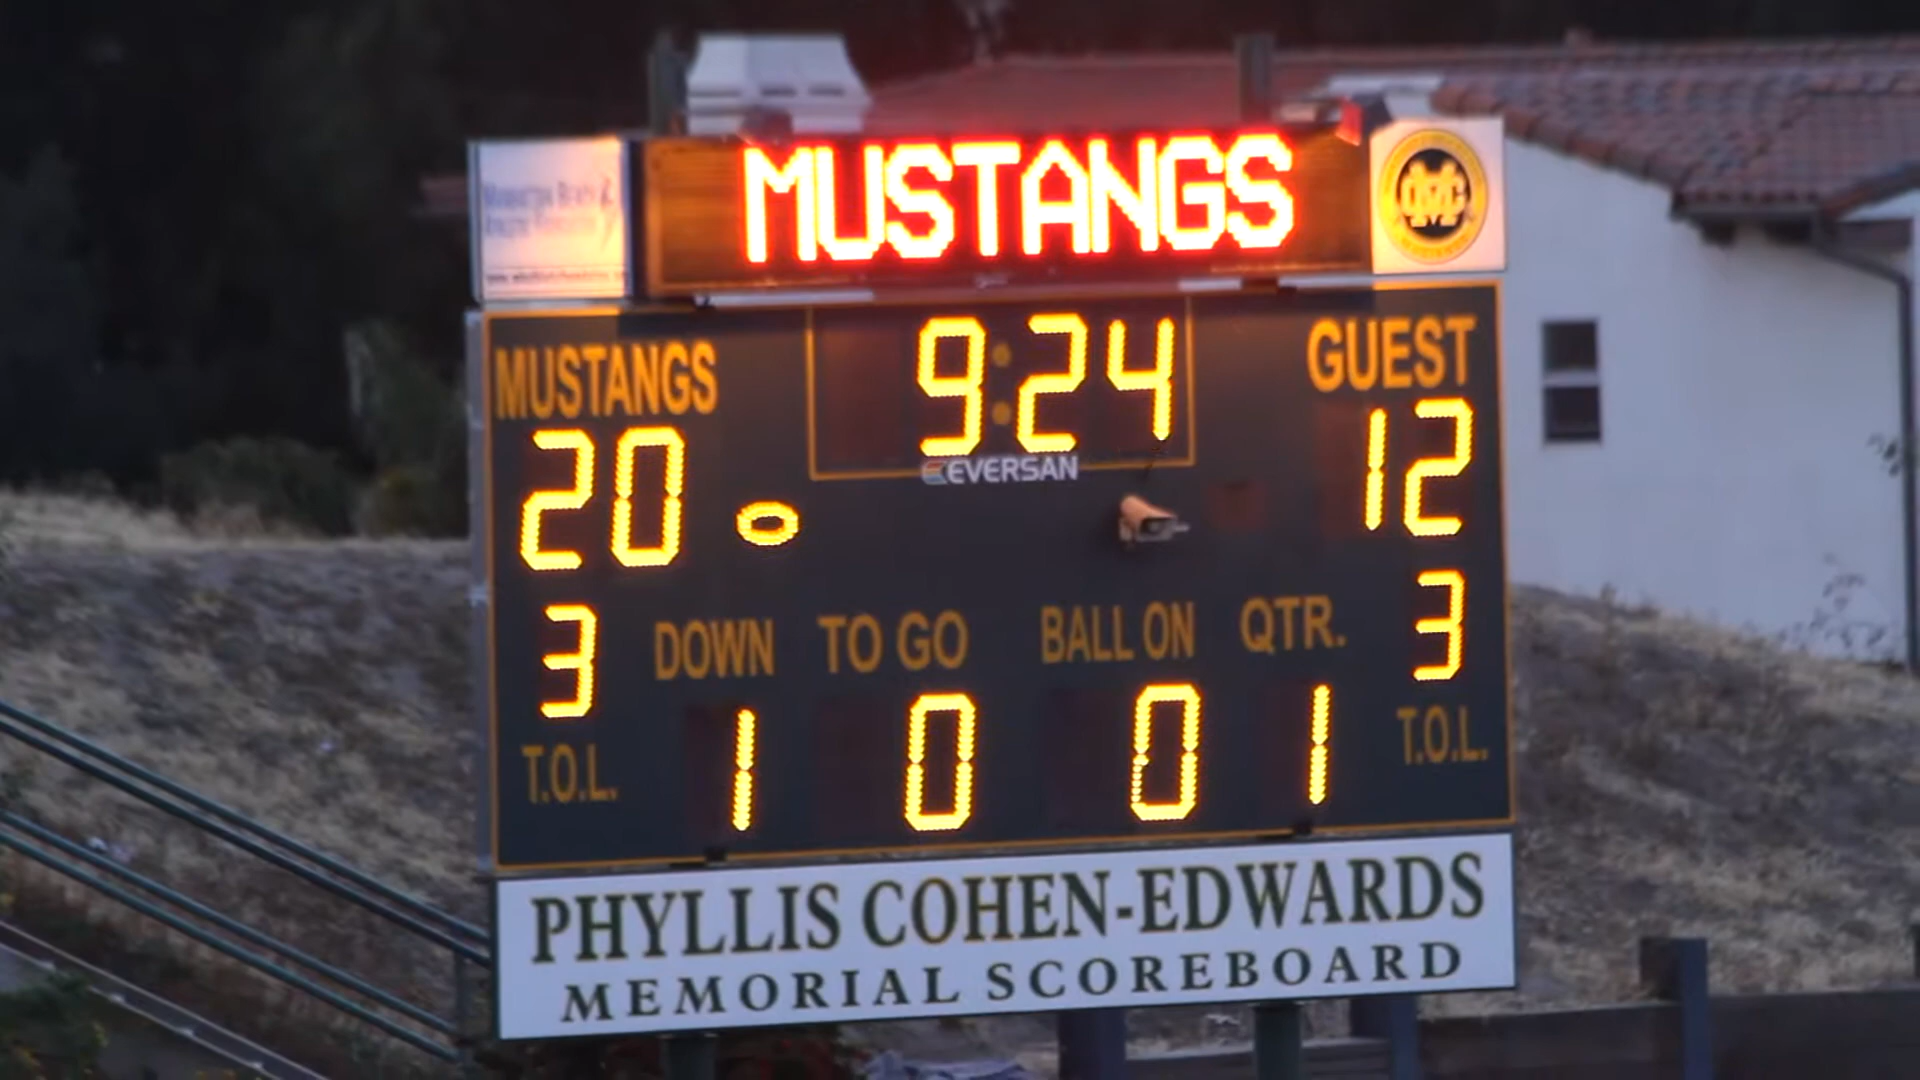 MUSTANGS
MUSTANGS
9:24
GUEST
EVERSAN
20
12
3
DOWN
TO GO
BALL ON
QTR.
3
T.O.L.
1
0
0
1
T.O.L.
PHYLLIS COHEN-EDWARDS
MEMORIAL SCOREBOARD